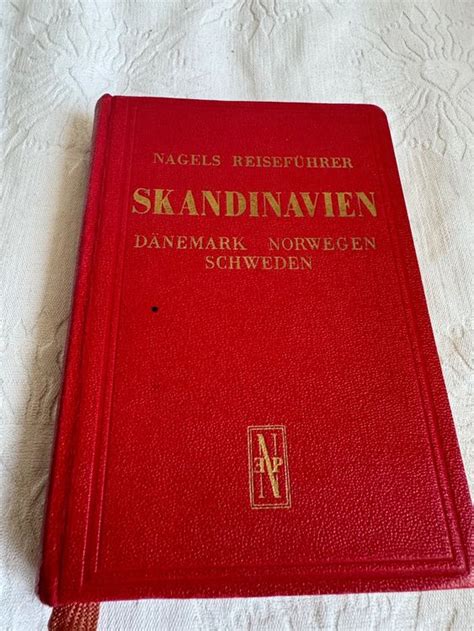 NAGELS REISEFÜHRER
SKANDINAVIEN
DÄNEMARK NORWEGEN
SCHWEDEN
N